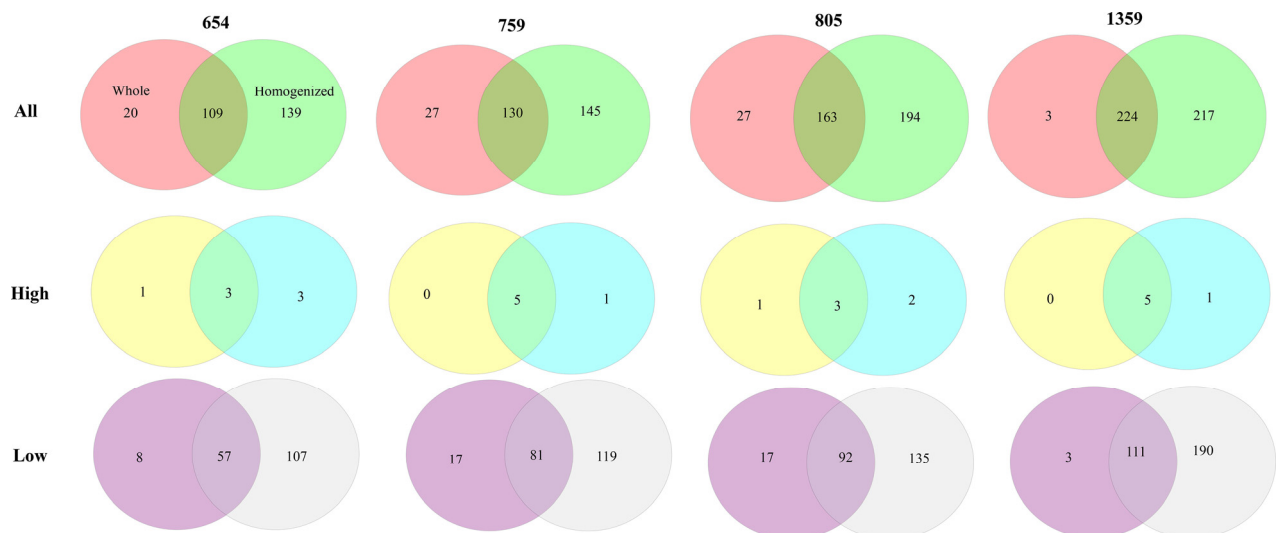 654 759 805 1359
Whole Homogenized
All 20 109 139 27 130 145 27 163 194 3 224 217
High 1 3 3 0 5 1 1 3 2 0 5 1
Low 8 57 107 17 81 119 17 92 135 3 111 190